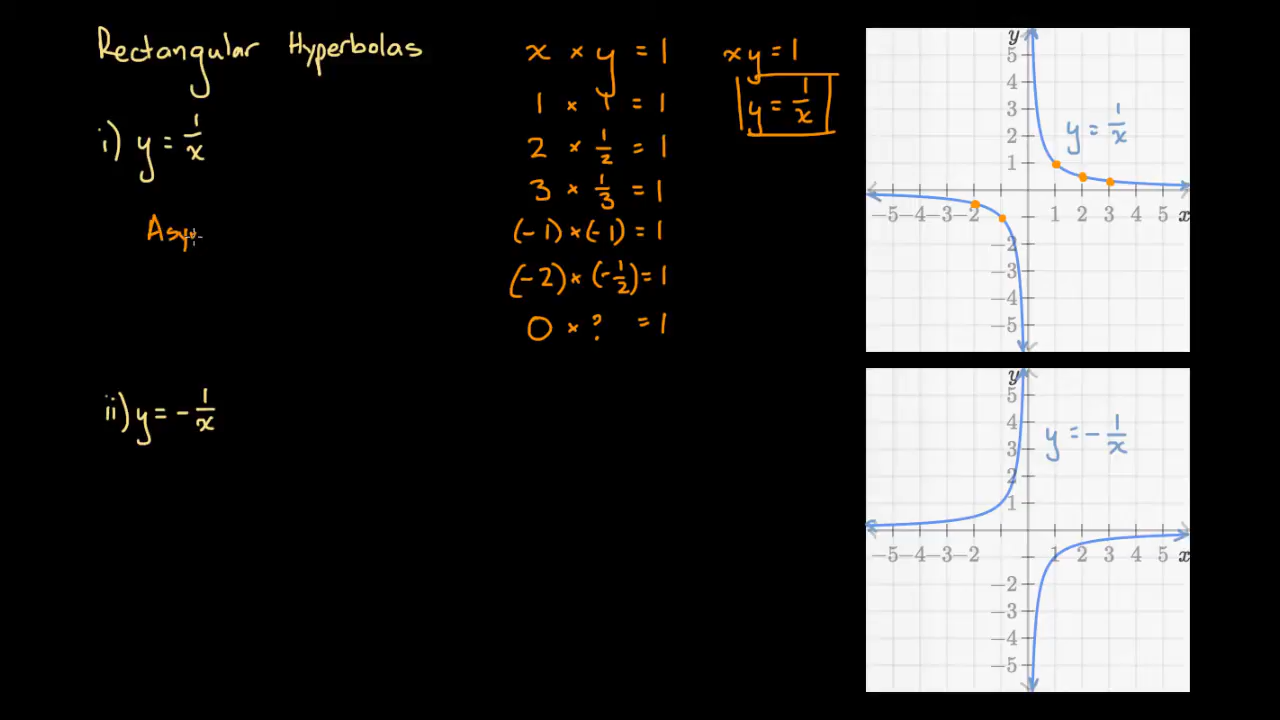 Rectangular Hyperbolas
i) y = 1/x
Asy
ii) y = - 1/x
x × y = 1
1 × 1 = 1
2 × 1/2 = 1
3 × 1/3 = 1
(-1) × (-1) = 1
(-2) × (-1/2) = 1
0 × ? = 1
xy = 1
y = 1/x
y
5
4
3
2
1
y = 1/x
-5 -4 -3 -2 1 2 3 4 5 x
-2
-3
-4
-5
y
5
4
3
2
1
y = - 1/x
-5 -4 -3 -2 1 2 3 4 5 x
-2
-3
-4
-5